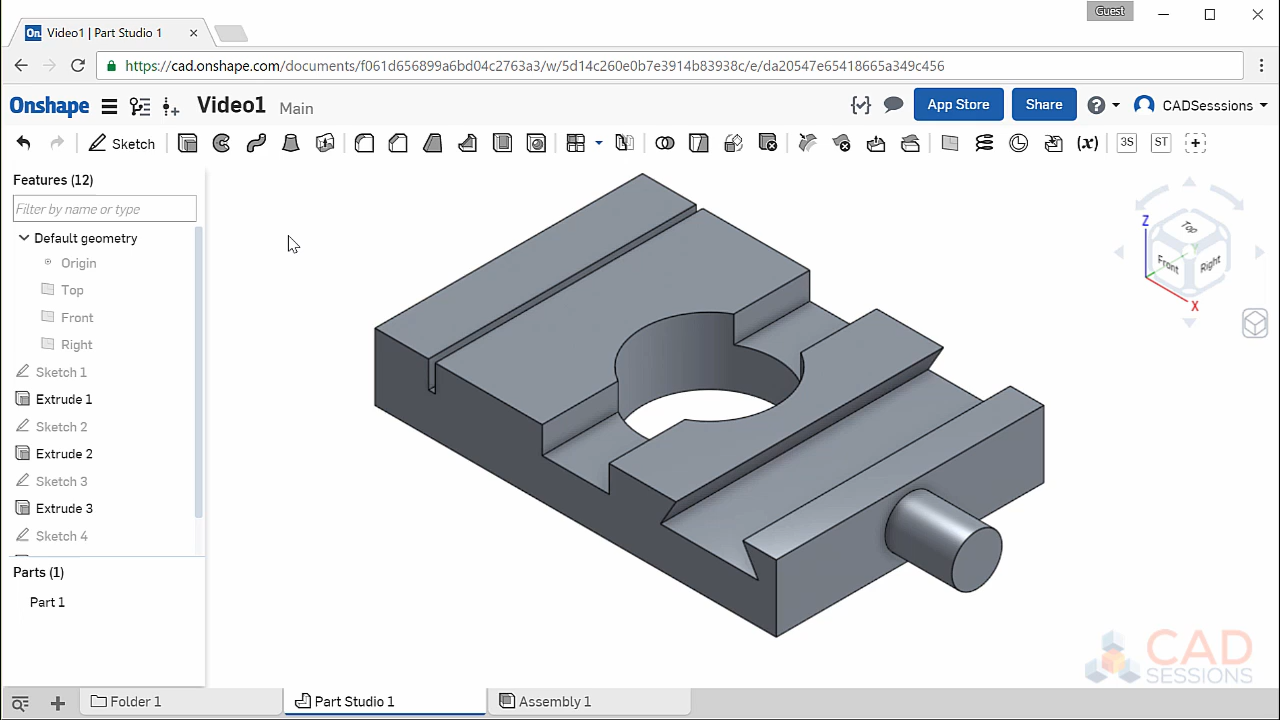 Guest
On. Video1 | Part Studio 1
https://cad.onshape.com/documents/f061d656899a6bd04c2763a3/w/5d14c260e0b7e3914b83938c/e/da20547e65418665a349c456
Onshape Video1 Main App Store Share CADSesssions
Sketch (x) 3S ST
Features (12)
Filter by name or type
Default geometry
Origin
Top
Front
Right
Sketch 1
Extrude 1
Sketch 2
Extrude 2
Sketch 3
Extrude 3
Sketch 4
Parts (1)
Part 1
Z
Top
Front Right
X
CAD
SESSIONS
Folder 1 Part Studio 1 Assembly 1